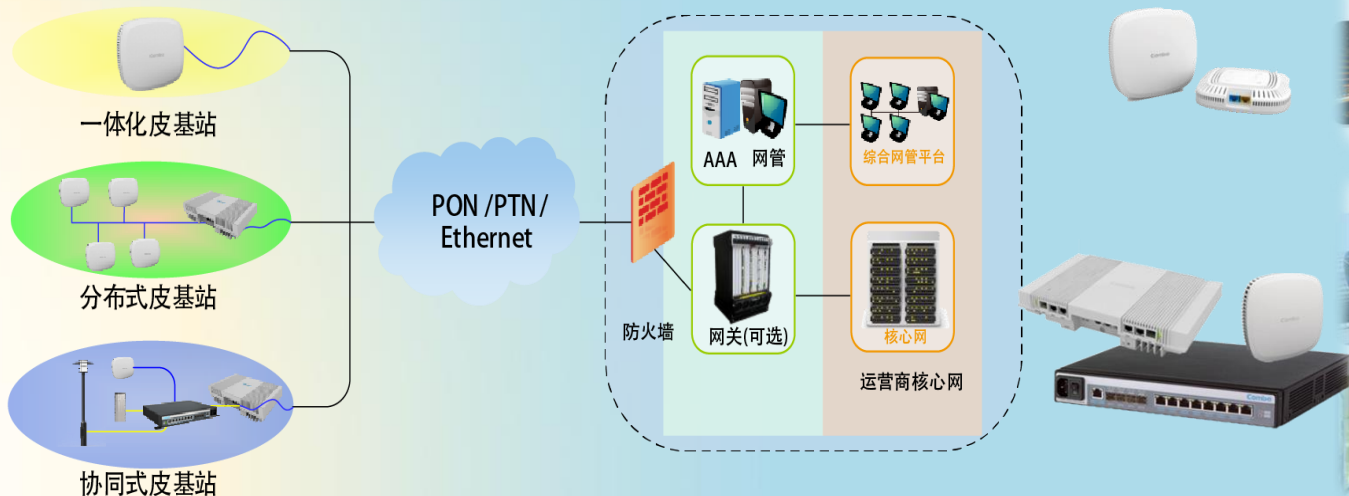 一体化皮基站
分布式皮基站
协同式皮基站
PON /PTN/
Ethernet
防火墙
AAA 网管
网关(可选)
综合网管平台
核心网
运营商核心网
Comba